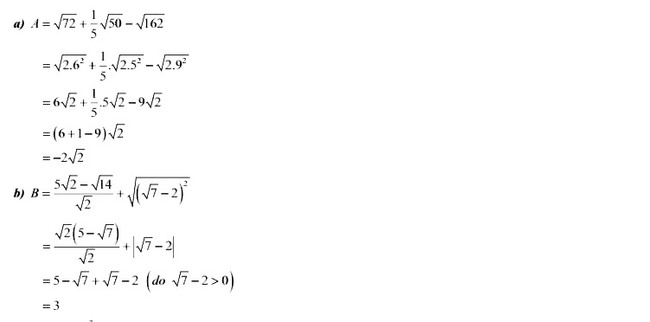 a) A = √72 + 1/5 √50 − √162
= √2.6² + 1/5 .√2.5² − √2.9²
= 6√2 + 1/5 .5√2 − 9√2
= (6 + 1 − 9)√2
= −2√2
b) B = (5√2 − √14)/√2 + √(√7 − 2)²
= √2(5 − √7)/√2 + |√7 − 2|
= 5 − √7 + √7 − 2 (do √7 − 2 > 0)
= 3